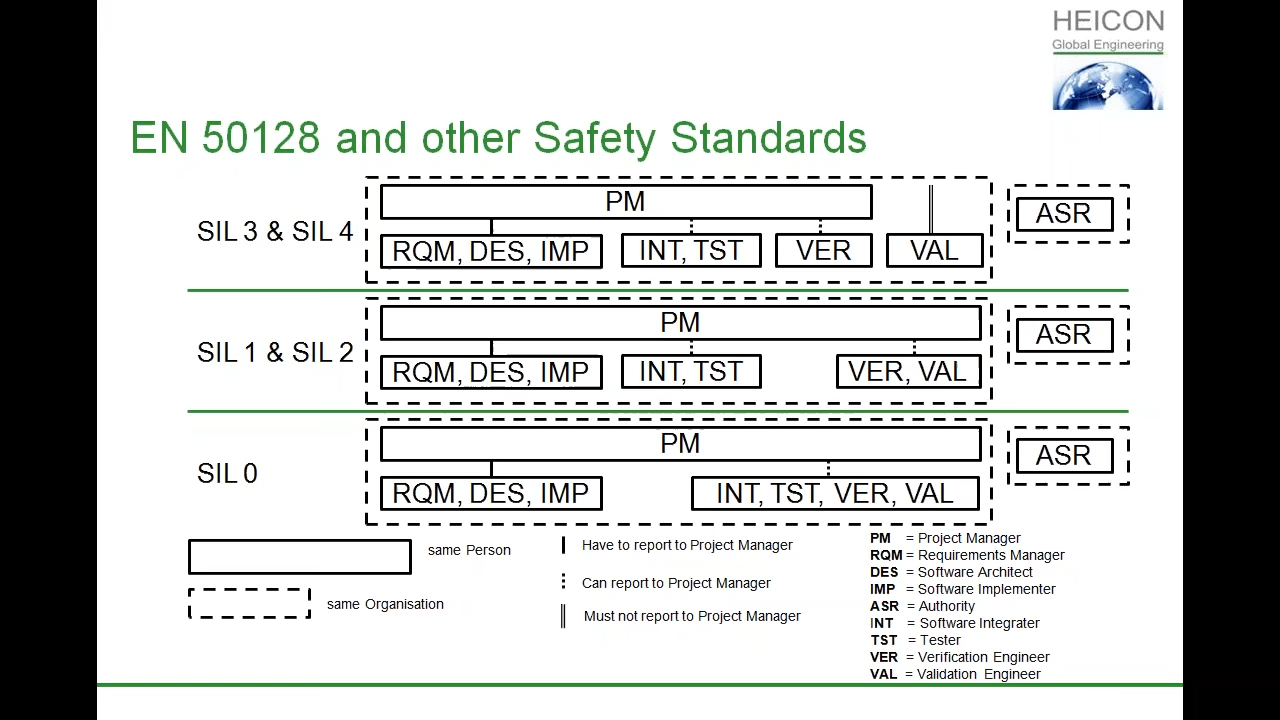 HEICON
Global Engineering
EN 50128 and other Safety Standards
SIL 3 & SIL 4
PM
RQM, DES, IMP
INT, TST
VER
VAL
ASR
SIL 1 & SIL 2
PM
RQM, DES, IMP
INT, TST
VER, VAL
ASR
SIL 0
PM
RQM, DES, IMP
INT, TST, VER, VAL
ASR
same Person
same Organisation
Have to report to Project Manager
Can report to Project Manager
Must not report to Project Manager
PM = Project Manager
RQM = Requirements Manager
DES = Software Architect
IMP = Software Implementer
ASR = Authority
INT = Software Integrater
TST = Tester
VER = Verification Engineer
VAL = Validation Engineer